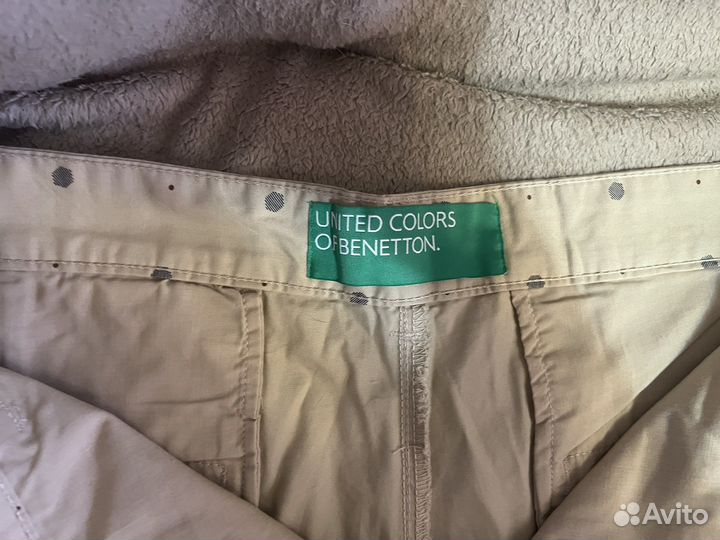 UNITED COLORS
OF BENETTON.
Avito